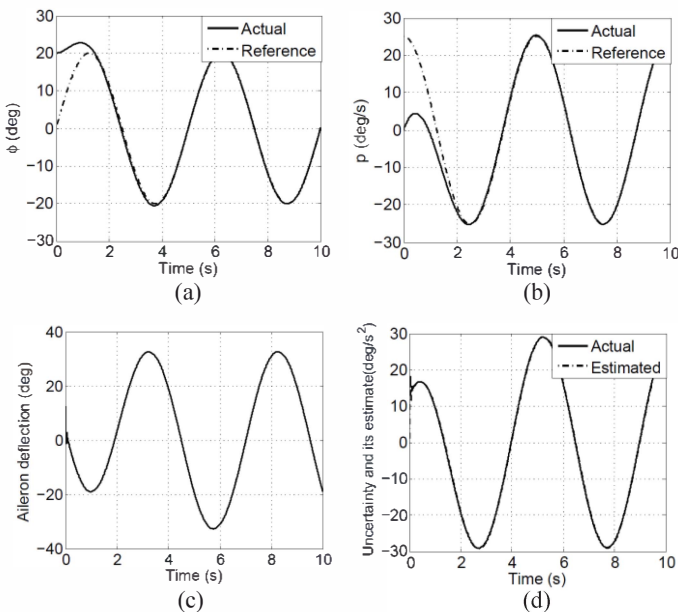 30
20
10
0
−10
−20
−30
ϕ (deg)
Actual
Reference
0 2 4 6 8 10
Time (s)
(a)
30
20
10
0
−10
−20
−30
p (deg/s)
Actual
Reference
0 2 4 6 8 10
Time (s)
(b)
40
20
0
−20
−40
Aileron deflection (deg)
0 2 4 6 8 10
Time (s)
(c)
30
20
10
0
−10
−20
−30
Uncertainty and its estimate(deg/s²)
Actual
Estimated
0 2 4 6 8 10
Time (s)
(d)